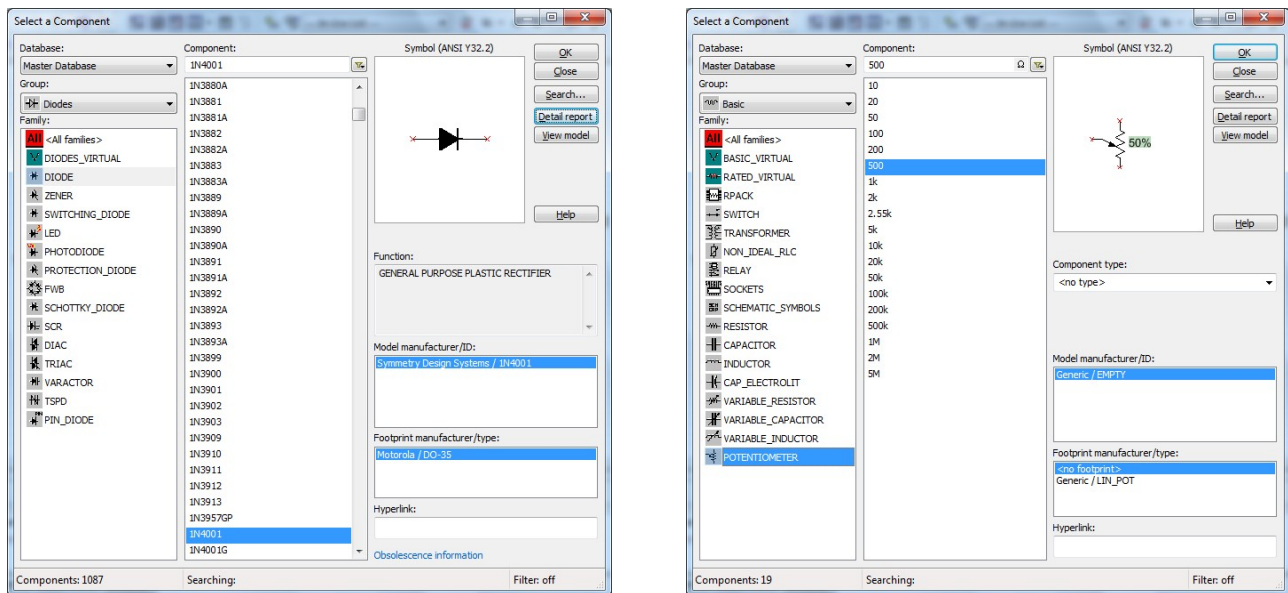 Select a Component
Database:
Master Database
Group:
Diodes
Family:
All <All families>
DIODES_VIRTUAL
DIODE
ZENER
SWITCHING_DIODE
LED
PHOTODIODE
PROTECTION_DIODE
FWB
SCHOTTKY_DIODE
SCR
DIAC
TRIAC
VARACTOR
TSPD
PIN_DIODE
Component:
1N4001
1N3880A
1N3881
1N3881A
1N3882
1N3882A
1N3883
1N3883A
1N3889
1N3889A
1N3890
1N3890A
1N3891
1N3891A
1N3892
1N3892A
1N3893
1N3893A
1N3899
1N3900
1N3901
1N3902
1N3903
1N3909
1N3910
1N3911
1N3912
1N3913
1N3957GP
1N4001
1N4001G
Symbol (ANSI Y32.2)
OK
Close
Search...
Detail report
View model
Help
Function:
GENERAL PURPOSE PLASTIC RECTIFIER
Model manufacturer/ID:
Symmetry Design Systems / 1N4001
Footprint manufacturer/type:
Motorola / DO-35
Hyperlink:
Obsolescence information
Components: 1087
Searching:
Filter: off
Select a Component
Database:
Master Database
Group:
Basic
Family:
All <All families>
BASIC_VIRTUAL
RATED_VIRTUAL
RPACK
SWITCH
TRANSFORMER
NON_IDEAL_RLC
RELAY
SOCKETS
SCHEMATIC_SYMBOLS
RESISTOR
CAPACITOR
INDUCTOR
CAP_ELECTROLIT
VARIABLE_RESISTOR
VARIABLE_CAPACITOR
VARIABLE_INDUCTOR
POTENTIOMETER
Component:
500 Ω
10
20
50
100
200
500
1k
2k
2.55k
5k
10k
20k
50k
100k
200k
500k
1M
2M
5M
Symbol (ANSI Y32.2)
50%
OK
Close
Search...
Detail report
View model
Help
Component type:
<no type>
Model manufacturer/ID:
Generic / EMPTY
Footprint manufacturer/type:
<no footprint>
Generic / LIN_POT
Hyperlink:
Components: 19
Searching:
Filter: off